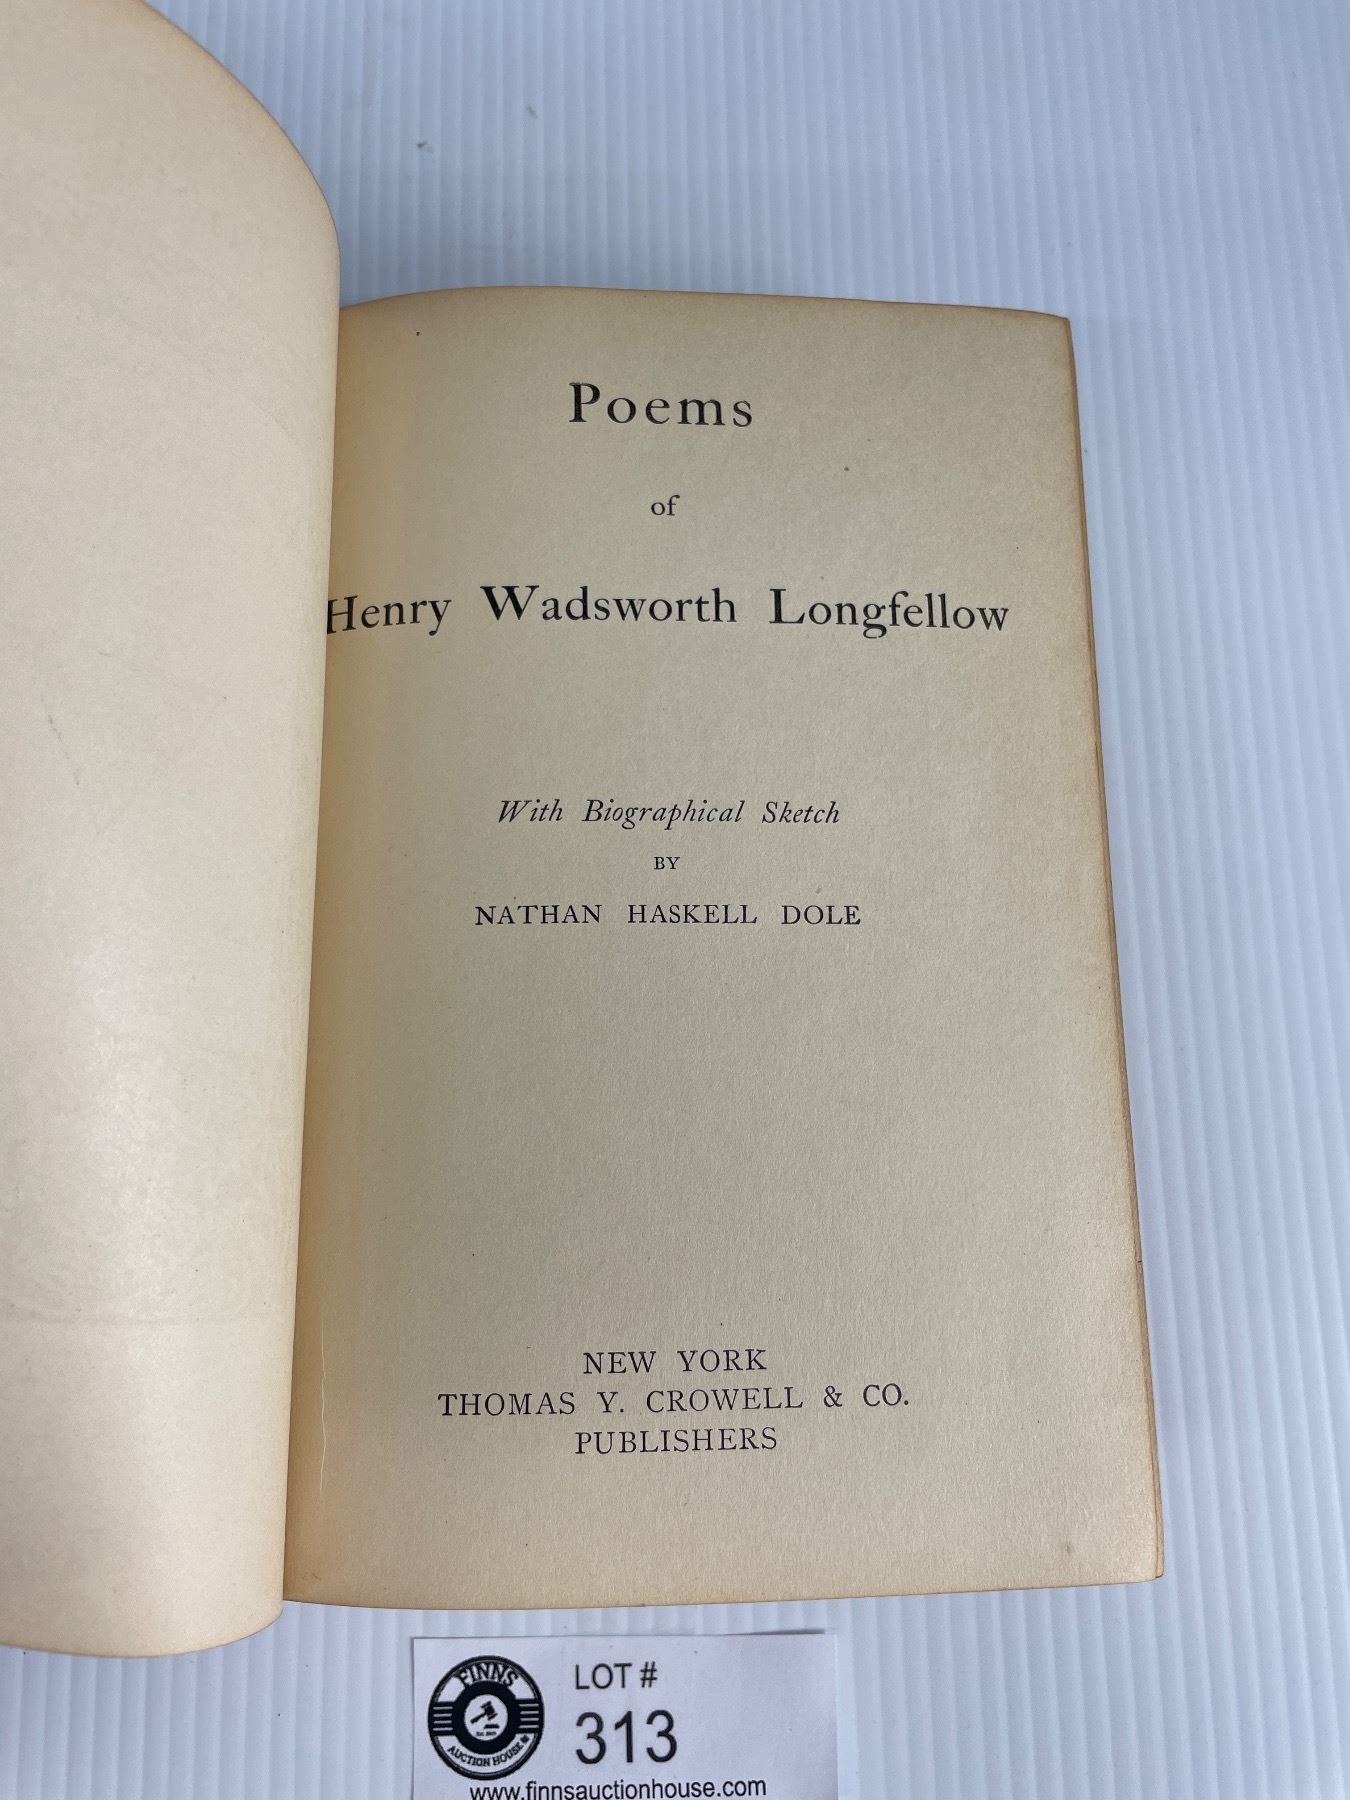 Poems
of
Henry Wadsworth Longfellow
With Biographical Sketch
BY
NATHAN HASKELL DOLE
NEW YORK
THOMAS Y. CROWELL & CO.
PUBLISHERS
FINNS
AUCTION HOUSE
LOT #
313
www.finnsauctionhouse.com